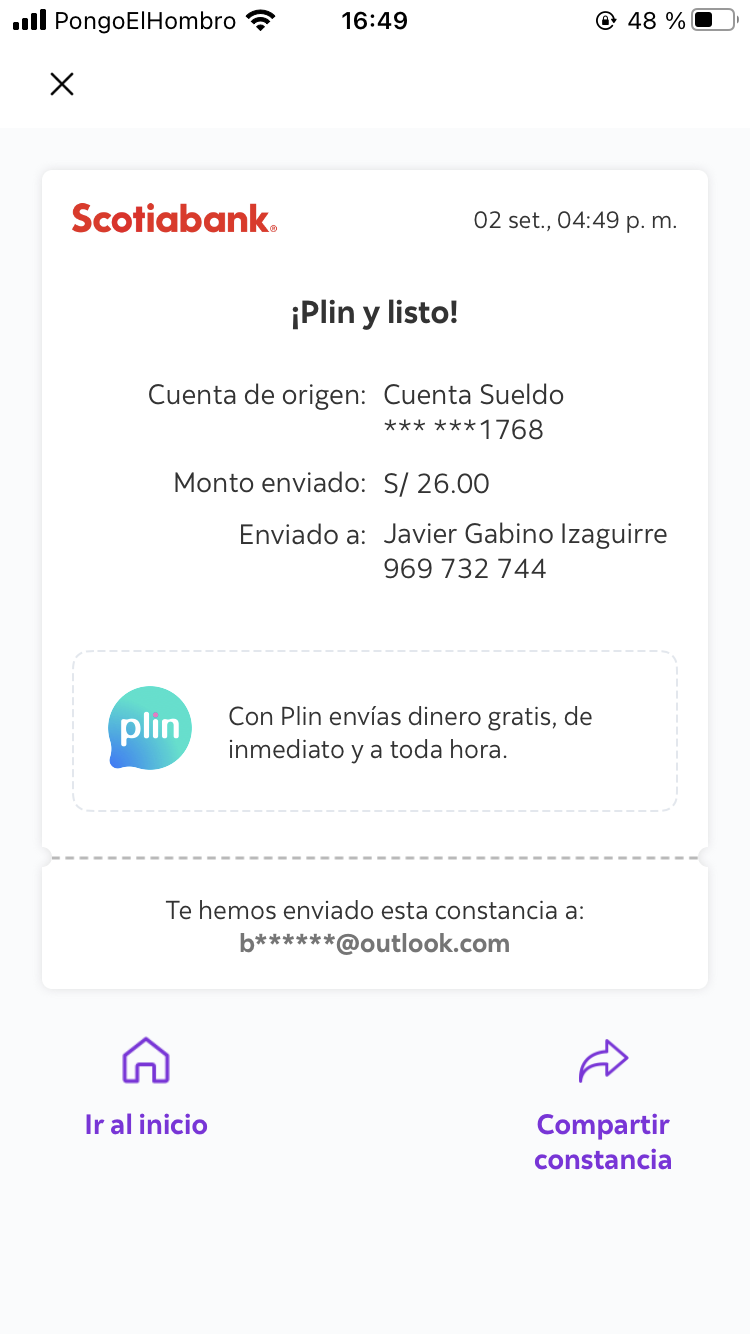 PongoElHombro 16:49 48 %
Scotiabank® 02 set., 04:49 p. m.
¡Plin y listo!
Cuenta de origen: Cuenta Sueldo
*** ***1768
Monto enviado: S/ 26.00
Enviado a: Javier Gabino Izaguirre
969 732 744
plin
Con Plin envías dinero gratis, de
inmediato y a toda hora.
Te hemos enviado esta constancia a:
b******@outlook.com
Ir al inicio
Compartir
constancia